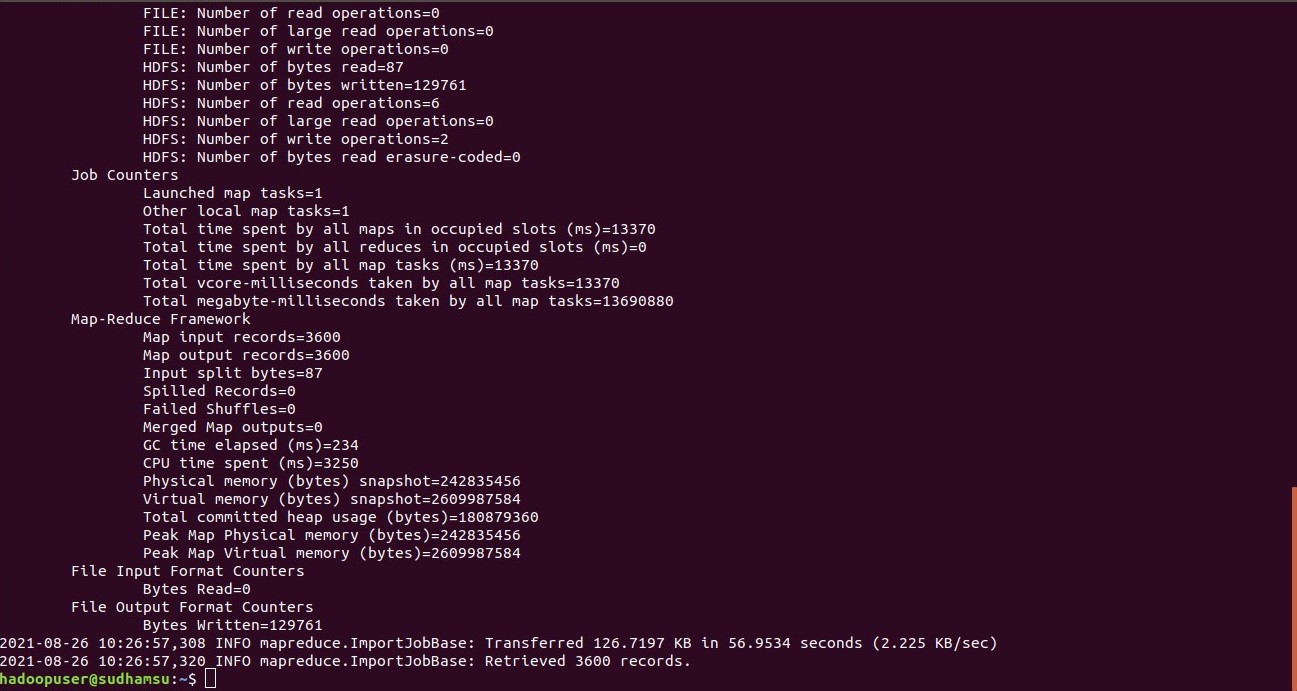 FILE: Number of read operations=0
FILE: Number of large read operations=0
FILE: Number of write operations=0
HDFS: Number of bytes read=87
HDFS: Number of bytes written=129761
HDFS: Number of read operations=6
HDFS: Number of large read operations=0
HDFS: Number of write operations=2
HDFS: Number of bytes read erasure-coded=0
Job Counters
Launched map tasks=1
Other local map tasks=1
Total time spent by all maps in occupied slots (ms)=13370
Total time spent by all reduces in occupied slots (ms)=0
Total time spent by all map tasks (ms)=13370
Total vcore-milliseconds taken by all map tasks=13370
Total megabyte-milliseconds taken by all map tasks=13690880
Map-Reduce Framework
Map input records=3600
Map output records=3600
Input split bytes=87
Spilled Records=0
Failed Shuffles=0
Merged Map outputs=0
GC time elapsed (ms)=234
CPU time spent (ms)=3250
Physical memory (bytes) snapshot=242835456
Virtual memory (bytes) snapshot=2609987584
Total committed heap usage (bytes)=180879360
Peak Map Physical memory (bytes)=242835456
Peak Map Virtual memory (bytes)=2609987584
File Input Format Counters
Bytes Read=0
File Output Format Counters
Bytes Written=129761
2021-08-26 10:26:57,308 INFO mapreduce.ImportJobBase: Transferred 126.7197 KB in 56.9534 seconds (2.225 KB/sec)
2021-08-26 10:26:57,320 INFO mapreduce.ImportJobBase: Retrieved 3600 records.
hadoopuser@sudhamsu:~$